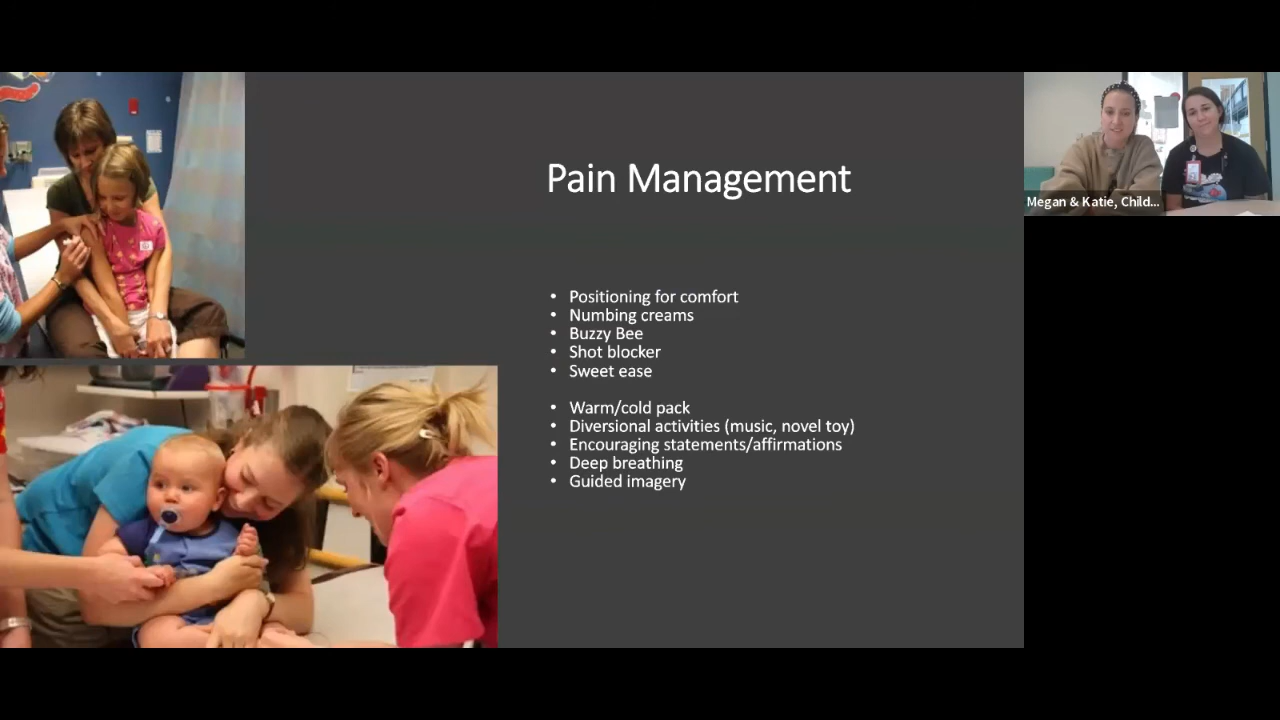 Pain Management
• Positioning for comfort
• Numbing creams
• Buzzy Bee
• Shot blocker
• Sweet ease
• Warm/cold pack
• Diversional activities (music, novel toy)
• Encouraging statements/affirmations
• Deep breathing
• Guided imagery
Megan & Katie, Child...